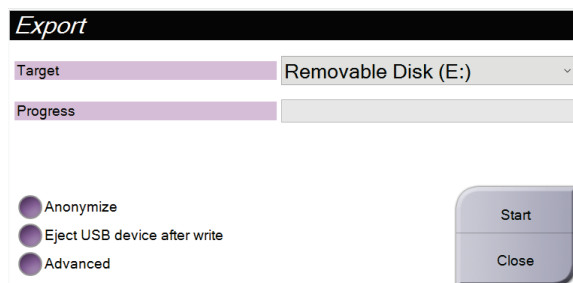 Export
Target Removable Disk (E:)
Progress
Anonymize
Eject USB device after write
Advanced
Start
Close